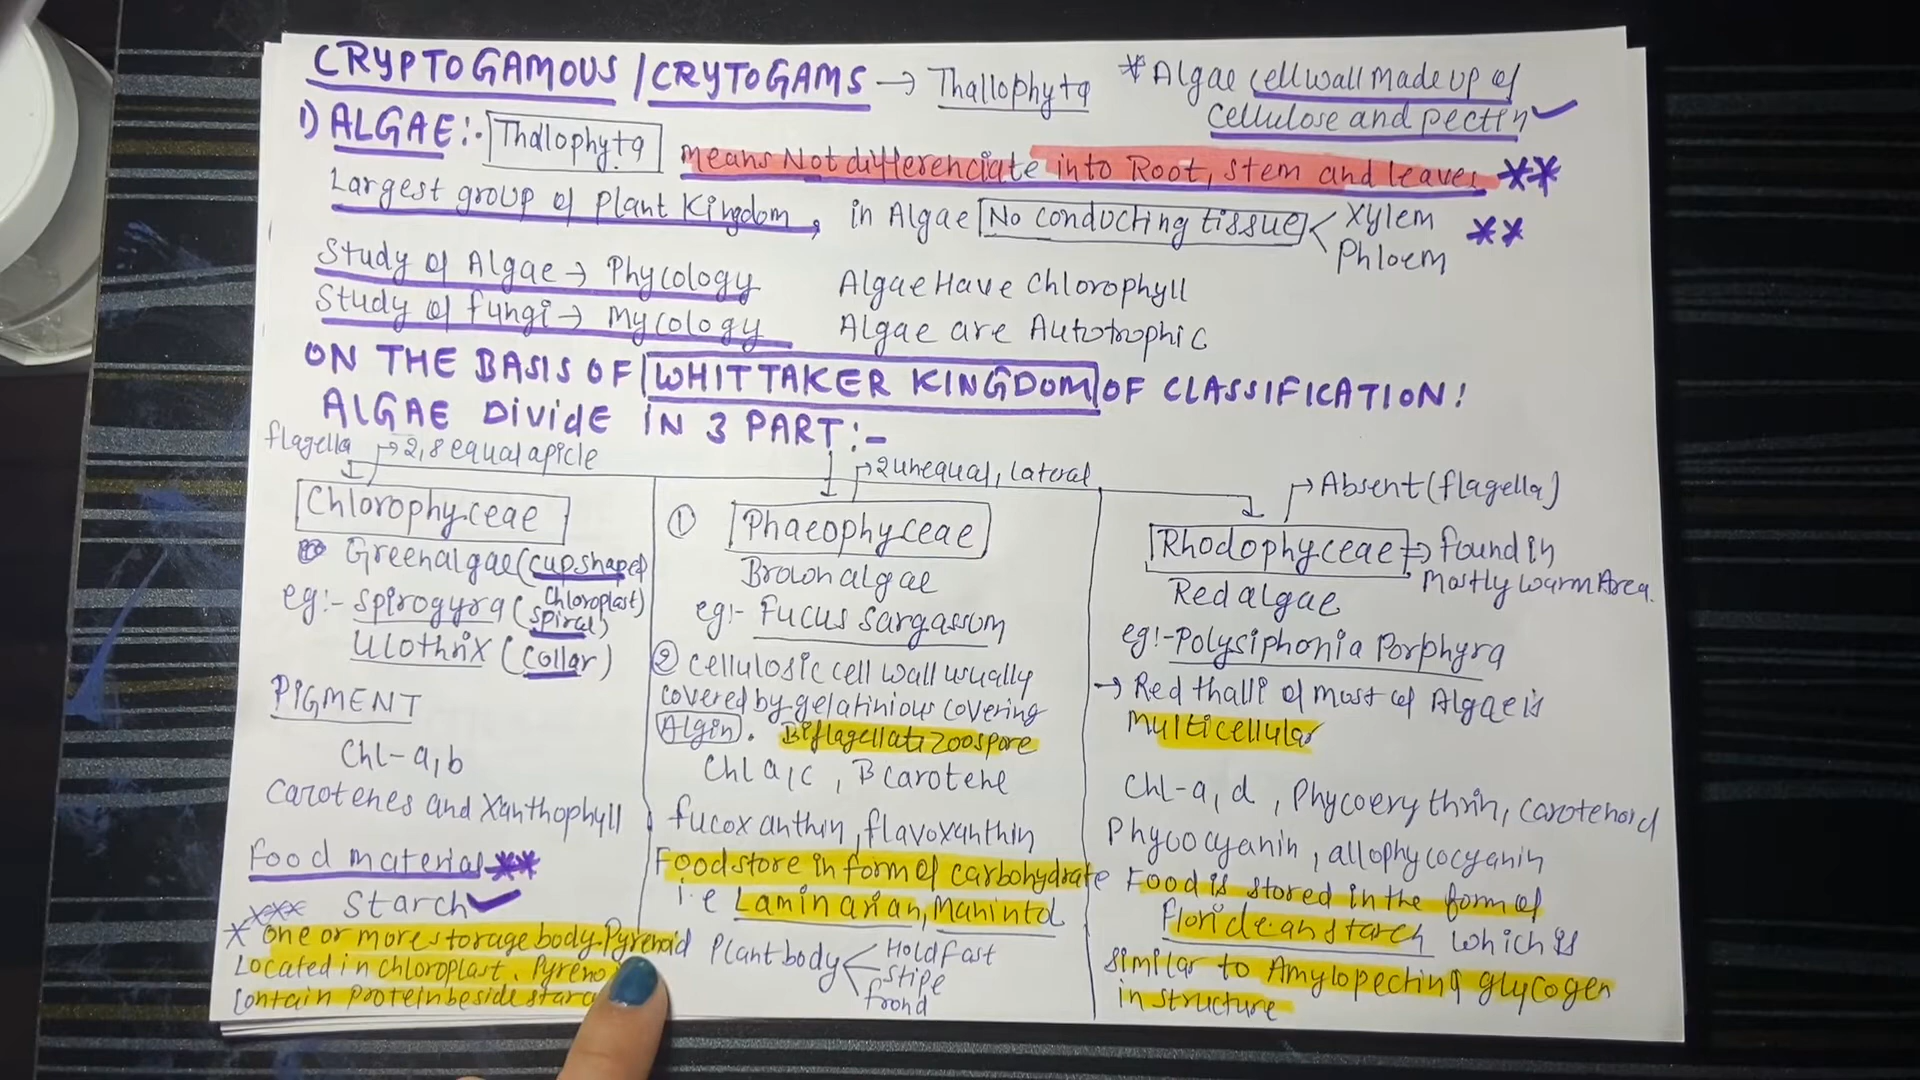 CRYPTOGAMOUS / CRYTOGAMS → Thallophyta
* Algae cell wall made up of
cellulose and pectin
1) ALGAE:- Thallophyta means Not differenciate into Root, stem and leaves **
Largest group of Plant Kingdom, in Algae No conducting tissue < Xylem **
Phloem
Study of Algae → Phycology
Algae Have Chlorophyll
Study of fungi → Mycology
Algae are Autotrophic
ON THE BASIS OF WHITTAKER KINGDOM OF CLASSIFICATION!
ALGAE DiVidE iN 3 PART:-
flagella → 2,8 equal apicle
→ 2 unequal, lateral
→ Absent (flagella)
Chlorophyceae
Greenalgae (cup shaped
Chloroplast)
eg:- Spirogyra (spiral)
Ulothrix (collar)
PIGMENT
Chl-a,b
Carotenes and Xanthophyll
Food material **
Starch
* One or more storage body Pyrenoid
Located in chloroplast. Pyreno
Contain Protein beside starc
① Phaeophyceae
Brown algae
eg:- Fucus Sargassum
② cellulosic cell wall usually
covered by gelatinious covering
Algin. Biflagellate Zoospore
Chl a,c, B carotene
fucoxanthin, flavoxanthin
Food store in form of carbohydrate
i.e Laminarian, Manintol
Plant body < Hold fast
Stipe
frond
Rhodophyceae ⇒ found in
Mostly warm Area.
Red algae
eg:- Polysiphonia Porphyra
→ Red thalli of most of Algae is
Multicellular
Chl-a,d, Phycoerythrin, carotenord
Phycocyanin, allophycocyanin
Food is stored in the form of
Floridean starch which is
similar to Amylopectin glycogen
in structure